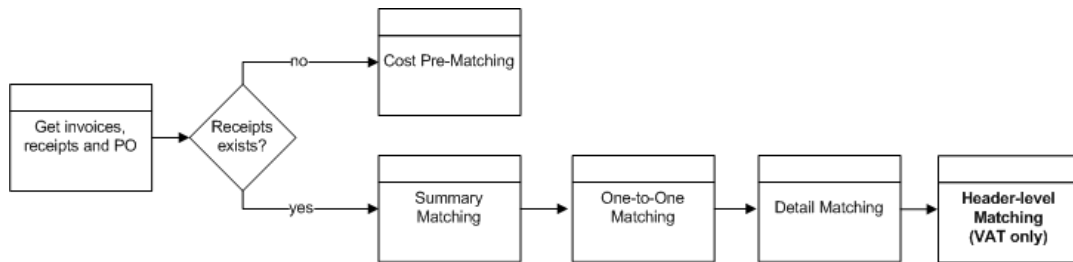 no
Cost Pre-Matching
Get invoices,
receipts and PO
Receipts
exists?
yes
Summary
Matching
One-to-One
Matching
Detail Matching
Header-level
Matching
(VAT only)